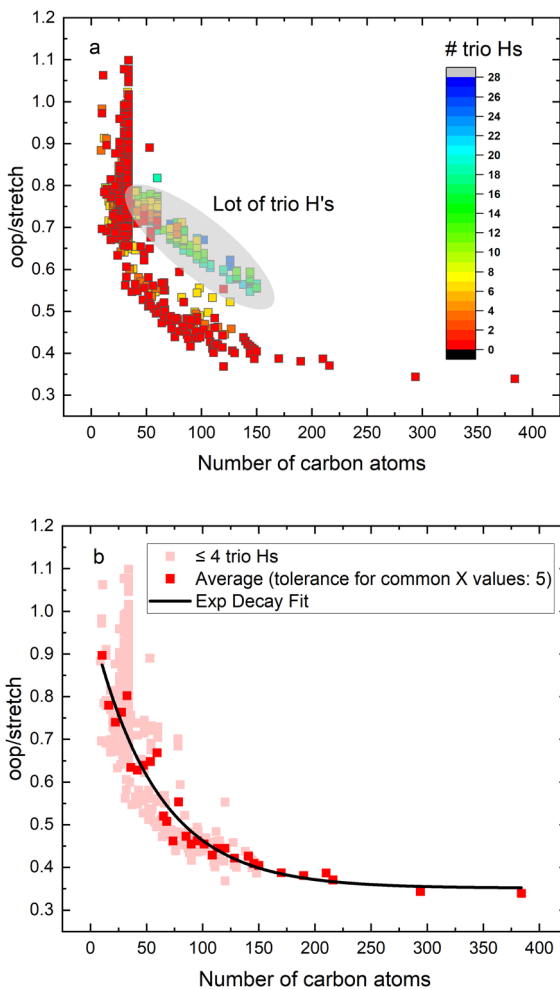 a
# trio Hs
1.2
1.1
1.0
0.9
0.8
0.7
0.6
0.5
0.4
0.3
oop/stretch
Lot of trio H's
28
26
24
22
20
18
16
14
12
10
8
6
4
2
0
0 50 100 150 200 250 300 350 400
Number of carbon atoms
b
≤ 4 trio Hs
Average (tolerance for common X values: 5)
Exp Decay Fit
1.2
1.1
1.0
0.9
0.8
0.7
0.6
0.5
0.4
0.3
oop/stretch
0 50 100 150 200 250 300 350 400
Number of carbon atoms